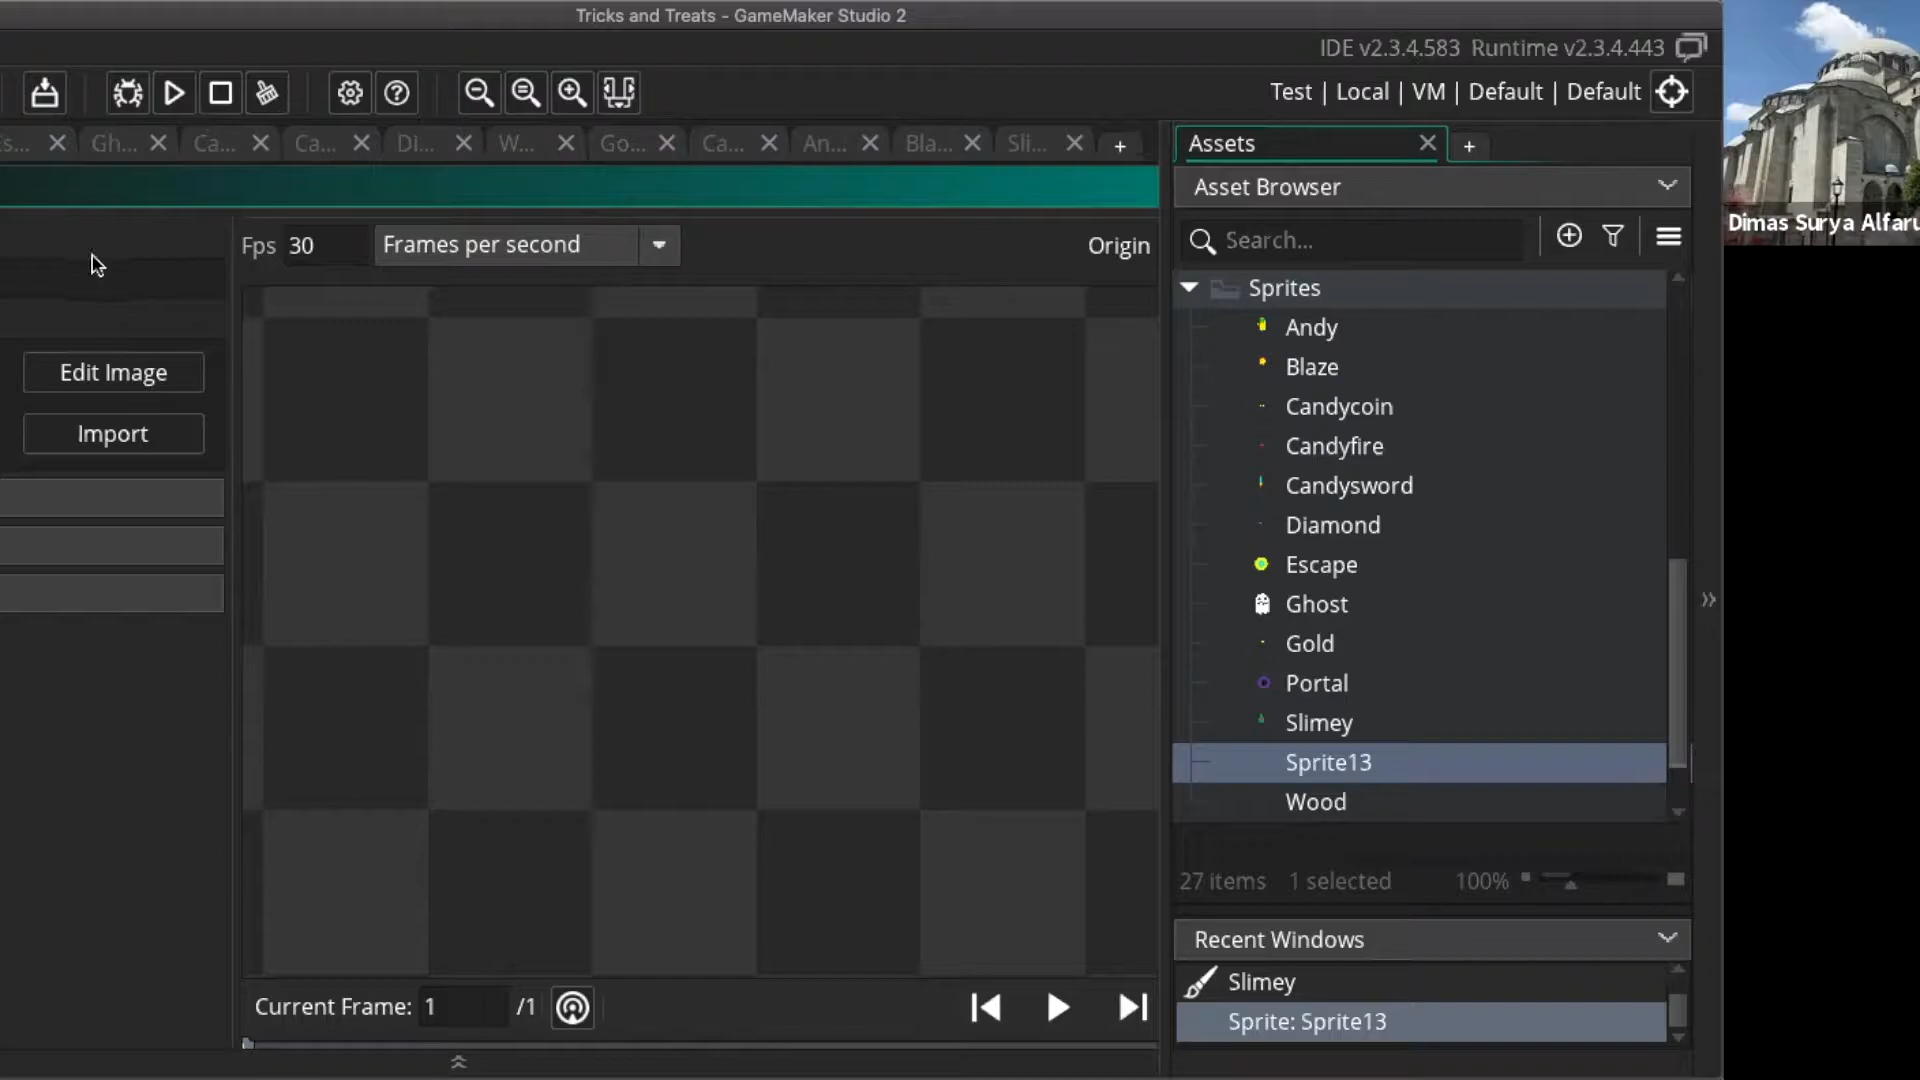 Tricks and Treats - GameMaker Studio 2
IDE v2.3.4.583 Runtime v2.3.4.443
Test | Local | VM | Default | Default
Gh... Ca... Ca... Di... W... Go... Ca... An... Bla... Sli... +
Assets +
Asset Browser
Dimas Surya Alfaru
Fps 30 Frames per second Origin
Search...
Sprites
Andy
Blaze
Edit Image
Candycoin
Import
Candyfire
Candysword
Diamond
Escape
Ghost
Gold
Portal
Slimey
Sprite13
Wood
27 items 1 selected 100%
Recent Windows
Slimey
Current Frame: 1 /1
Sprite: Sprite13